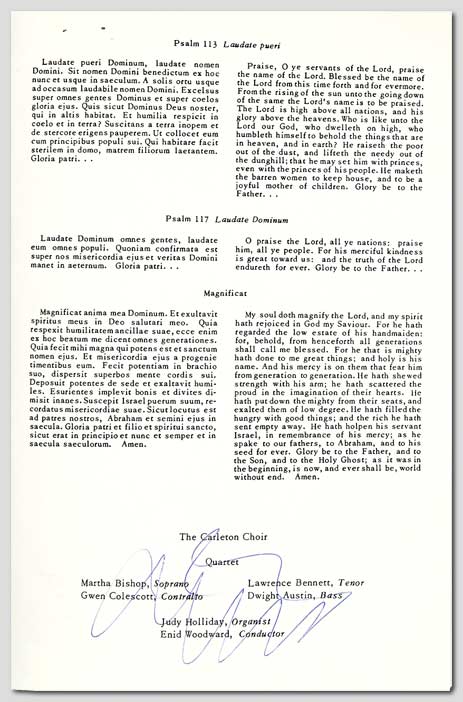 Psalm 113 Laudate pueri
Laudate pueri Dominum, laudate nomen
Domini. Sit nomen Domini benedictum ex hoc
nunc et usque in saeculum. A solis ortu usque
ad occasum laudabile nomen Domini. Excelsus
super omnes gentes Dominus et super coelos
gloria ejus. Quis sicut Dominus Deus noster,
qui in altis habitat. Et humilia respicit in
coelo et in terra? Suscitans a terra inopem et
de stercore erigens pauperem. Ut collocet eum
cum principibus populi sui. Qui habitare facit
sterilem in domo, matrem filiorum laetantem.
Gloria patri. . .
Praise, O ye servants of the Lord, praise
the name of the Lord. Blessed be the name of
the Lord from this time forth and for evermore.
From the rising of the sun unto the going down
of the same the Lord's name is to be praised.
The Lord is high above all nations, and his
glory above the heavens. Who is like unto the
Lord our God, who dwelleth on high, who
humbleth himself to behold the things that are
in heaven, and in earth? He raiseth the poor
out of the dust, and lifteth the needy out of
the dunghill; that he may set him with princes,
even with the princes of his people. He maketh
the barren women to keep house, and to be a
joyful mother of children. Glory be to the
Father. . .
Psalm 117 Laudate Dominum
Laudate Dominum omnes gentes, laudate
eum omnes populi. Quoniam confirmata est
super nos misericordia ejus et veritas Domini
manet in aeternum. Gloria patri. . .
O praise the Lord, all ye nations: praise
him, all ye people. For his merciful kindness
is great toward us: and the truth of the Lord
endureth for ever. Glory be to the Father. . .
Magnificat
Magnificat anima mea Dominum. Et exultavit
spiritus meus in Deo salutari meo. Quia
respexit humilitatem ancillae suae, ecce enim
ex hoc beatum me dicent omnes generationes.
Quia fecit mihi magna qui potens est et sanctum
nomen ejus. Et misericordia ejus a progenie
timentibus eum. Fecit potentiam in brachio
suo, dispersit superbos mente cordis sui.
Deposuit potentes de sede et exaltavit humi-
les. Esurientes implevit bonis et divites di-
misit inanes. Suscepit Israel puerum suum, re-
cordatus misericordiae suae. Sicut locutus est
ad patres nostros, Abraham et semini ejus in
saecula. Gloria patri et filio et spiritui sancto,
sicut erat in principio et nunc et semper et in
saecula saeculorum. Amen.
My soul doth magnify the Lord, and my spirit
hath rejoiced in God my Saviour. For he hath
regarded the low estate of his handmaiden:
for, behold, from henceforth all generations
shall call me blessed. For he that is mighty
hath done to me great things; and holy is his
name. And his mercy is on them that fear him
from generation to generation. He hath shewed
strength with his arm; he hath scattered the
proud in the imagination of their hearts. He
hath put down the mighty from their seats, and
exalted them of low degree. He hath filled the
hungry with good things; and the rich he hath
sent empty away. He hath holpen his servant
Israel, in remembrance of his mercy; as he
spake to our fathers, to Abraham, and to his
seed for ever. Glory be to the Father, and to
the Son, and to the Holy Ghost; as it was in
the beginning, is now, and ever shall be, world
without end. Amen.
The Carleton Choir
Quartet
Martha Bishop, Soprano
Gwen Colescott, Contralto
Lawrence Bennett, Tenor
Dwight Austin, Bass
Judy Holliday, Organist
Enid Woodward, Conductor